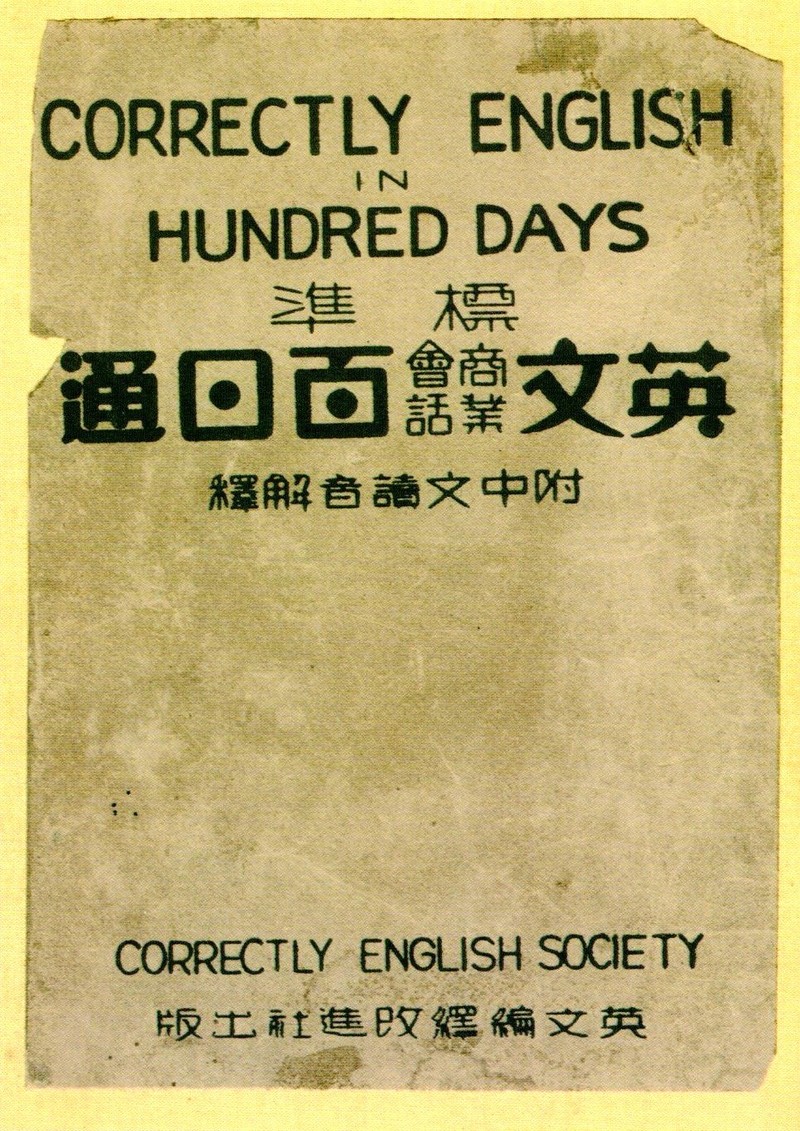 CORRECTLY ENGLISH
IN
HUNDRED DAYS
標準
英文商業會話百日通
附中文讀音解釋
CORRECTLY ENGLISH SOCIETY
英文編繹改進社出版